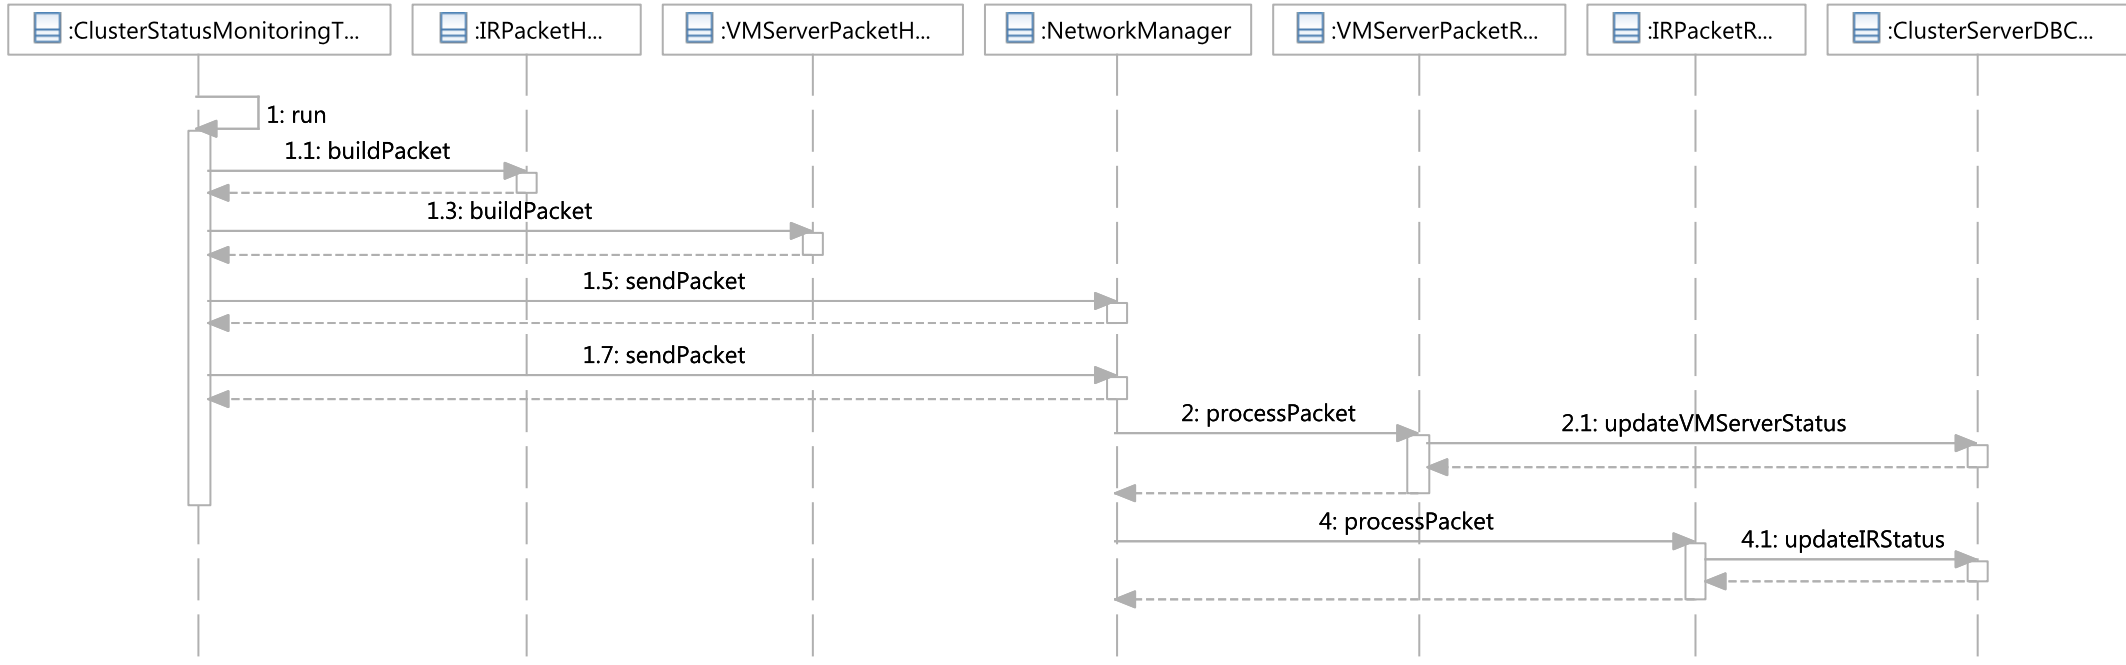 :ClusterStatusMonitoringT...
:IRPacketH...
:VMServerPacketH...
:NetworkManager
:VMServerPacketR...
:IRPacketR...
:ClusterServerDBC...
1: run
1.1: buildPacket
1.3: buildPacket
1.5: sendPacket
1.7: sendPacket
2: processPacket
2.1: updateVMServerStatus
4: processPacket
4.1: updateIRStatus